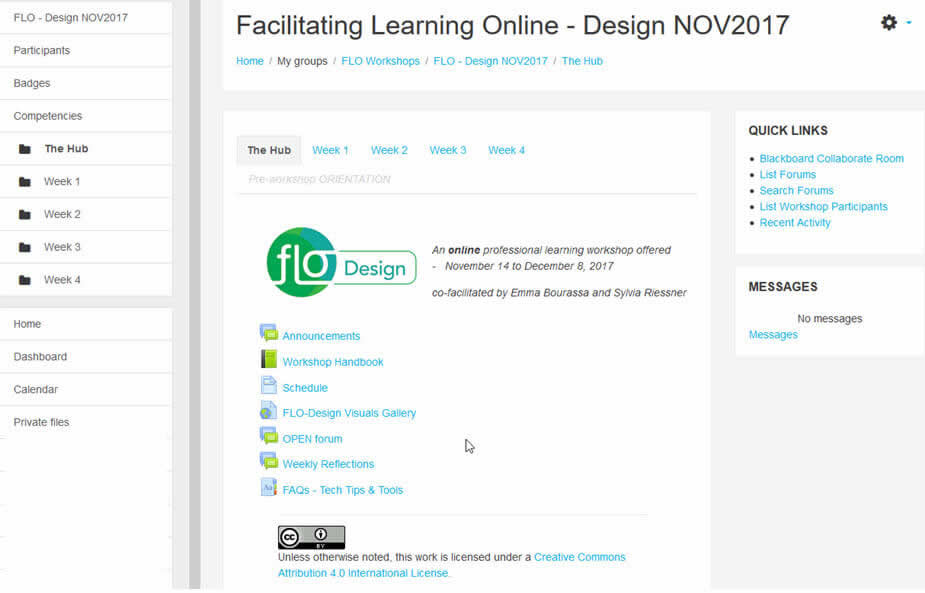 FLO - Design NOV2017
Participants
Badges
Competencies
The Hub
Week 1
Week 2
Week 3
Week 4
Home
Dashboard
Calendar
Private files
Facilitating Learning Online - Design NOV2017
Home / My groups / FLO Workshops / FLO - Design NOV2017 / The Hub
The Hub Week 1 Week 2 Week 3 Week 4
Pre-workshop ORIENTATION
flo Design
An online professional learning workshop offered
- November 14 to December 8, 2017
co-facilitated by Emma Bourassa and Sylvia Riessner
Announcements
Workshop Handbook
Schedule
FLO-Design Visuals Gallery
OPEN forum
Weekly Reflections
FAQs - Tech Tips & Tools
cc
BY
Unless otherwise noted, this work is licensed under a Creative Commons
Attribution 4.0 International License.
QUICK LINKS
Blackboard Collaborate Room
List Forums
Search Forums
List Workshop Participants
Recent Activity
MESSAGES
No messages
Messages